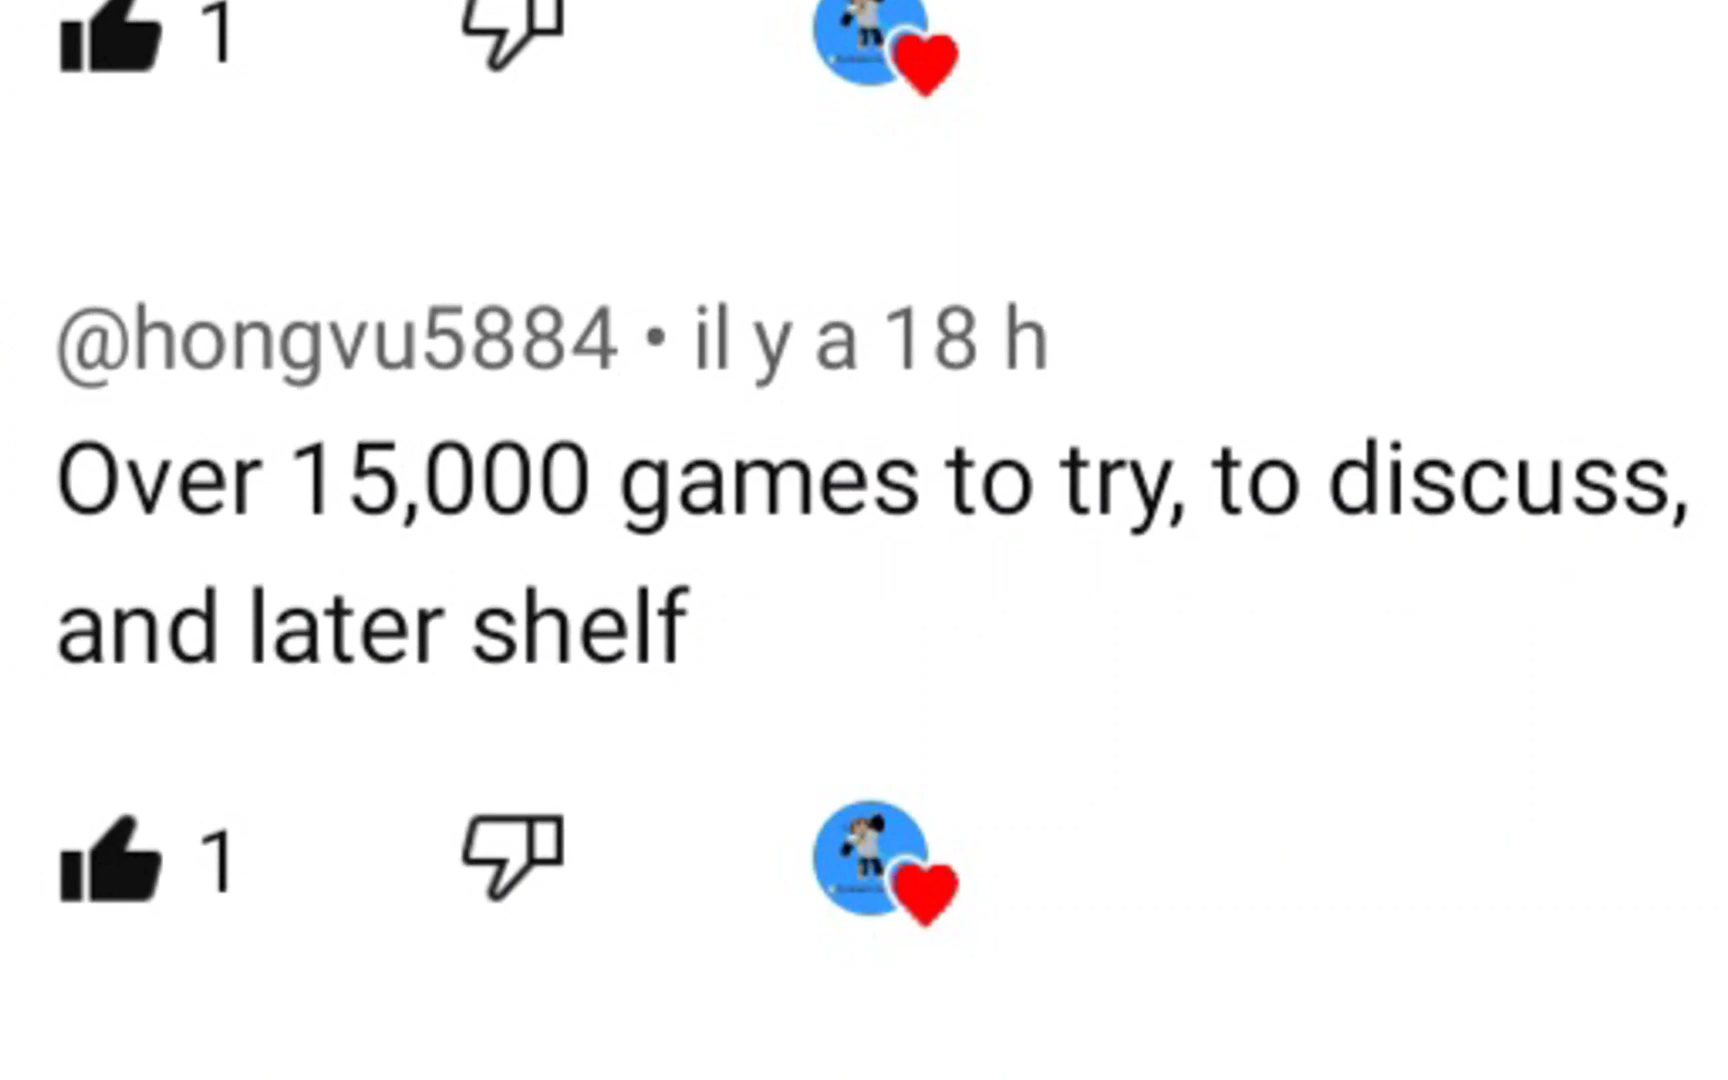 1
@hongvu5884 • il y a 18 h
Over 15,000 games to try, to discuss,
and later shelf
1